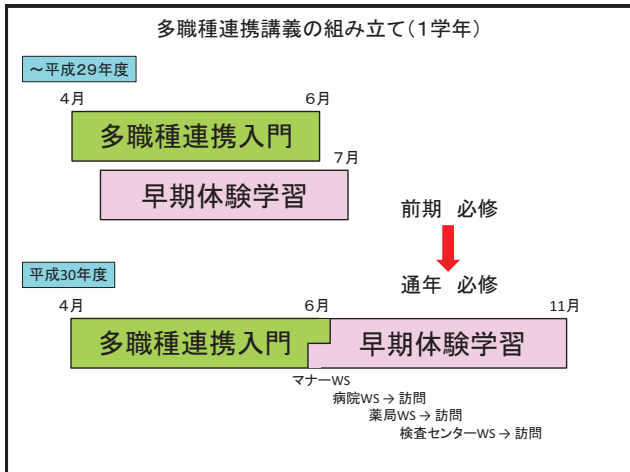 多職種連携講義の組み立て(1学年)
~平成29年度
4月 6月
多職種連携入門
7月
早期体験学習
前期 必修
通年 必修
平成30年度
4月 6月 11月
多職種連携入門 早期体験学習
マナーWS
病院WS → 訪問
薬局WS → 訪問
検査センターWS → 訪問